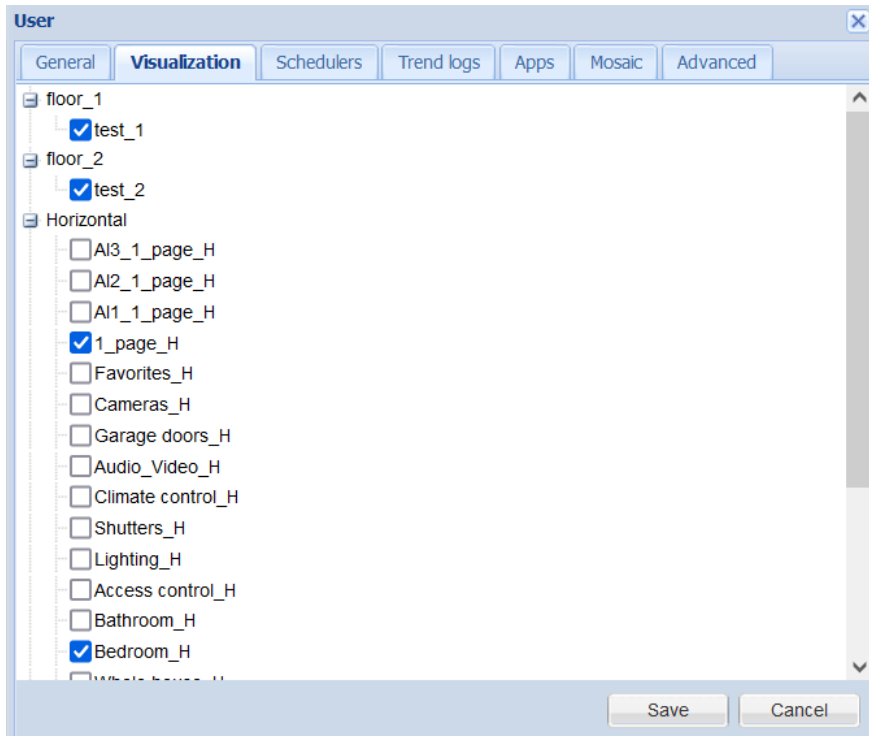 User
General Visualization Schedulers Trend logs Apps Mosaic Advanced
floor_1
test_1
floor_2
test_2
Horizontal
AI3_1_page_H
AI2_1_page_H
AI1_1_page_H
1_page_H
Favorites_H
Cameras_H
Garage doors_H
Audio_Video_H
Climate control_H
Shutters_H
Lighting_H
Access control_H
Bathroom_H
Bedroom_H
Save Cancel